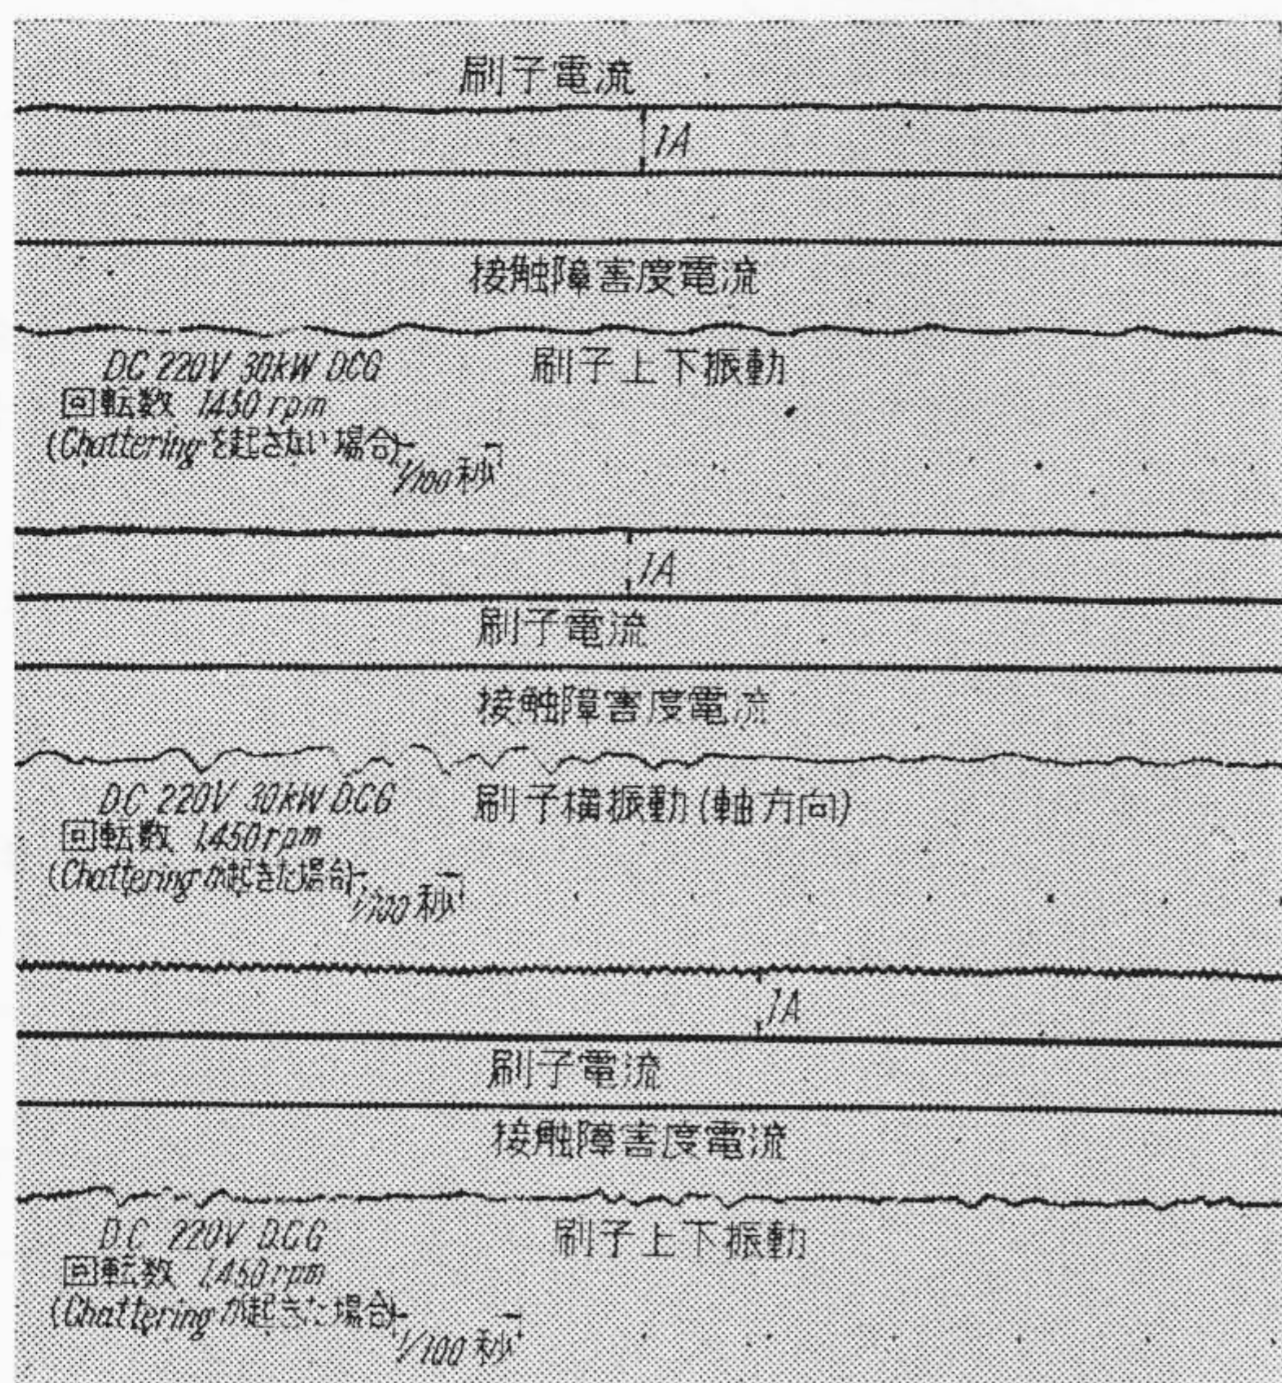 刷子電流
1A
接触障害度電流
刷子上下振動
DC 220V 30kW DCG
回転数 1,450 rpm
(Chatteringを起さない場合)
1/100 秒
1A
刷子電流
接触障害度電流
刷子横振動(軸方向)
DC 220V 30kW DCG
回転数 1,450rpm
(Chatteringが起きた場合)
1/100 秒
1A
刷子電流
接触障害度電流
刷子上下振動
DC 220V DCG
回転数 1,450rpm
(Chatteringが起きた場合)
1/100 秒